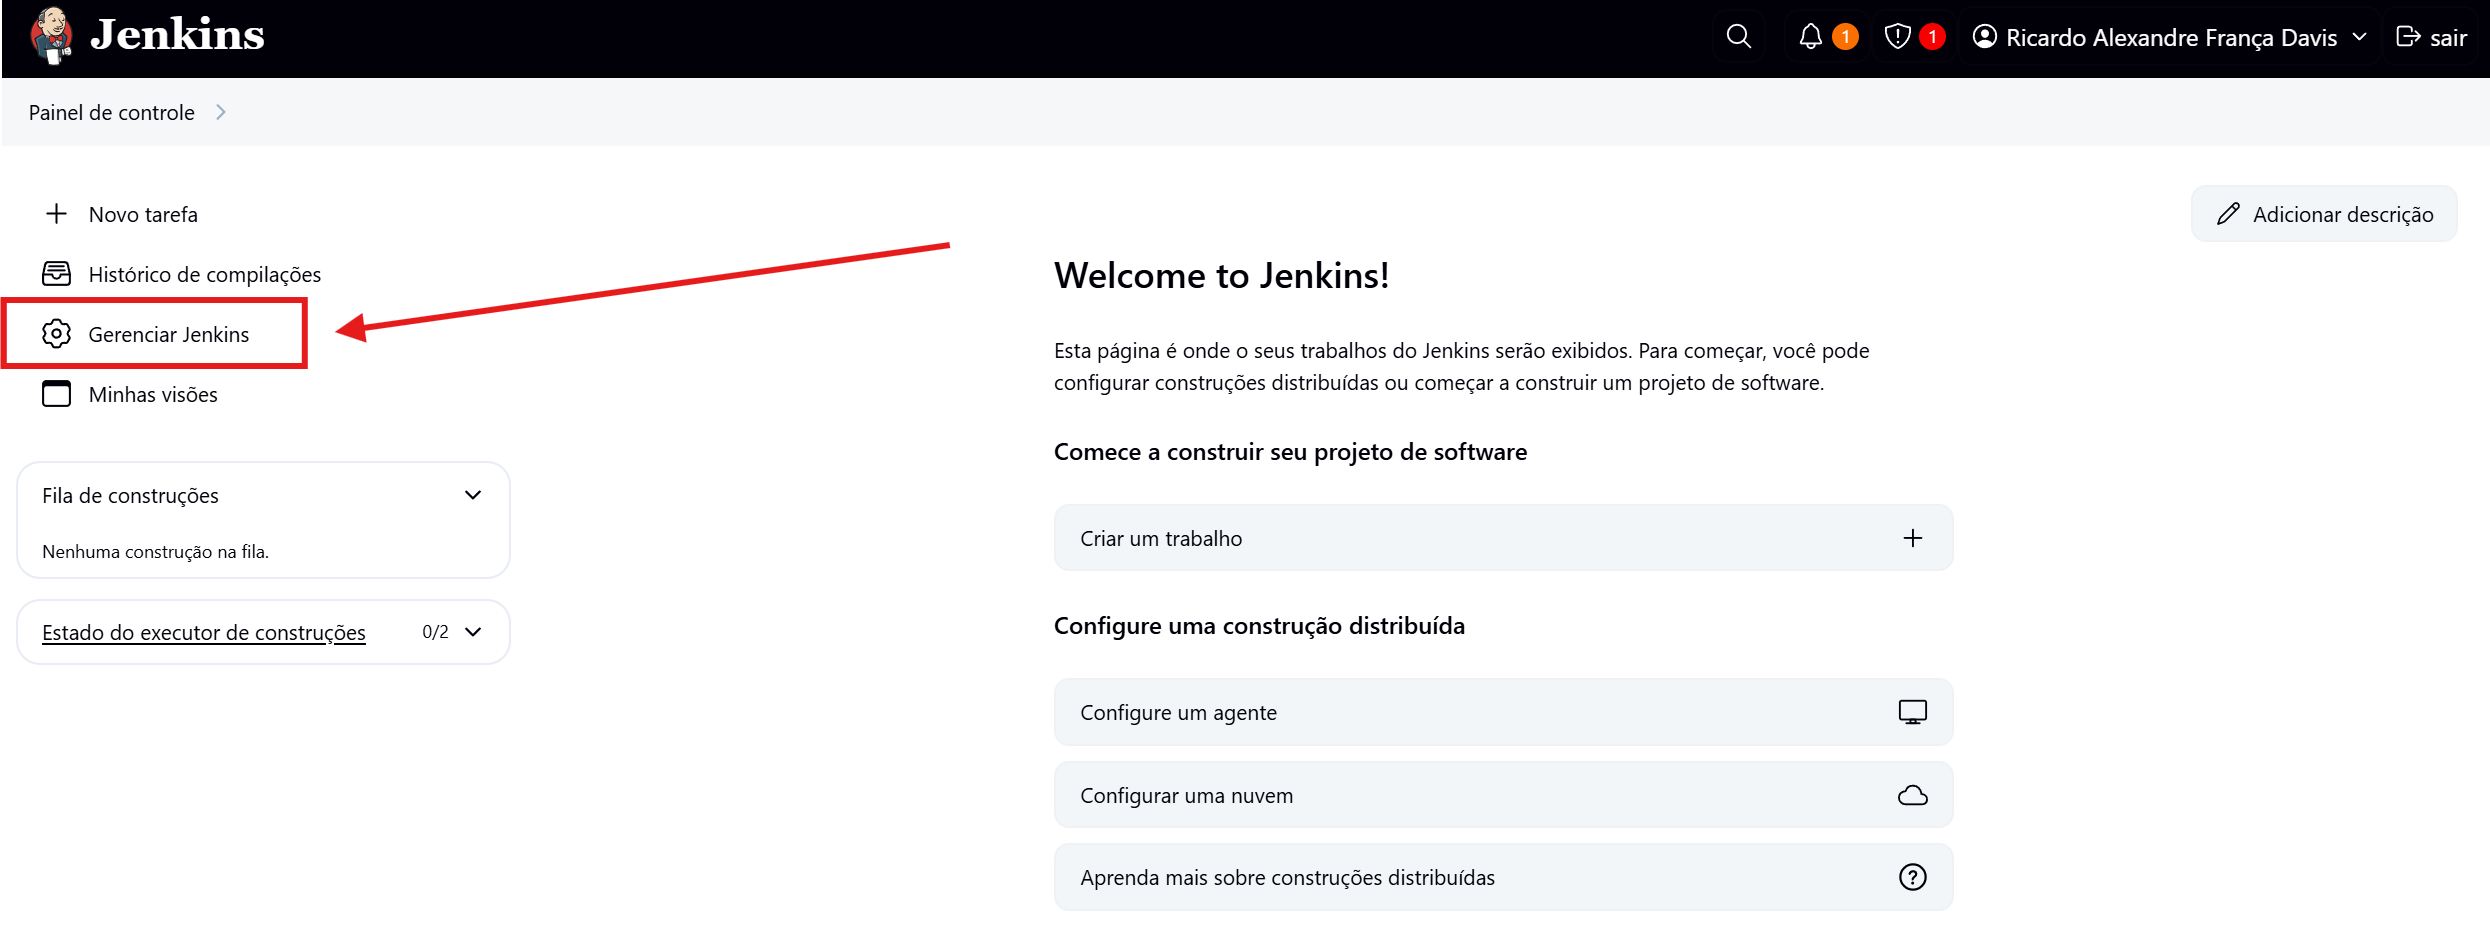 Jenkins
1
1
Ricardo Alexandre França Davis
sair
Painel de controle
Novo tarefa
Histórico de compilações
Gerenciar Jenkins
Minhas visões
Fila de construções
Nenhuma construção na fila.
Estado do executor de construções
0/2
Adicionar descrição
Welcome to Jenkins!
Esta página é onde o seus trabalhos do Jenkins serão exibidos. Para começar, você pode
configurar construções distribuídas ou começar a construir um projeto de software.
Comece a construir seu projeto de software
Criar um trabalho
Configure uma construção distribuída
Configure um agente
Configurar uma nuvem
Aprenda mais sobre construções distribuídas